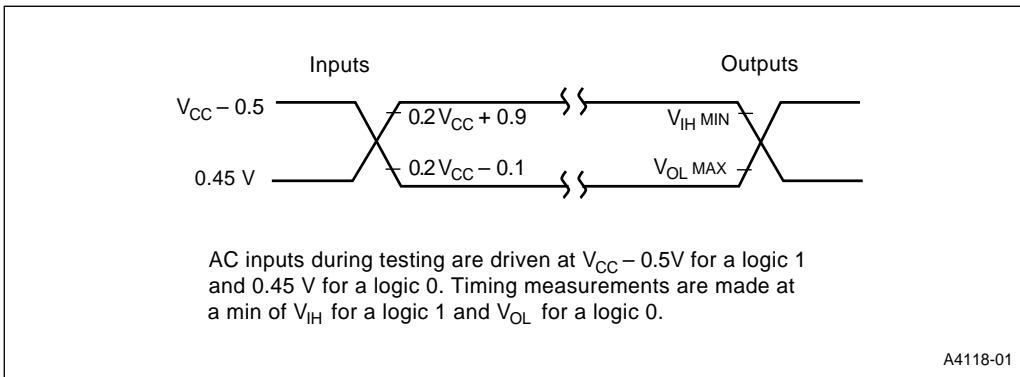 Inputs Outputs
VCC – 0.5
0.2 VCC + 0.9
VIH MIN
0.45 V
0.2 VCC – 0.1
VOL MAX
AC inputs during testing are driven at VCC – 0.5V for a logic 1
and 0.45 V for a logic 0. Timing measurements are made at
a min of VIH for a logic 1 and VOL for a logic 0.
A4118-01